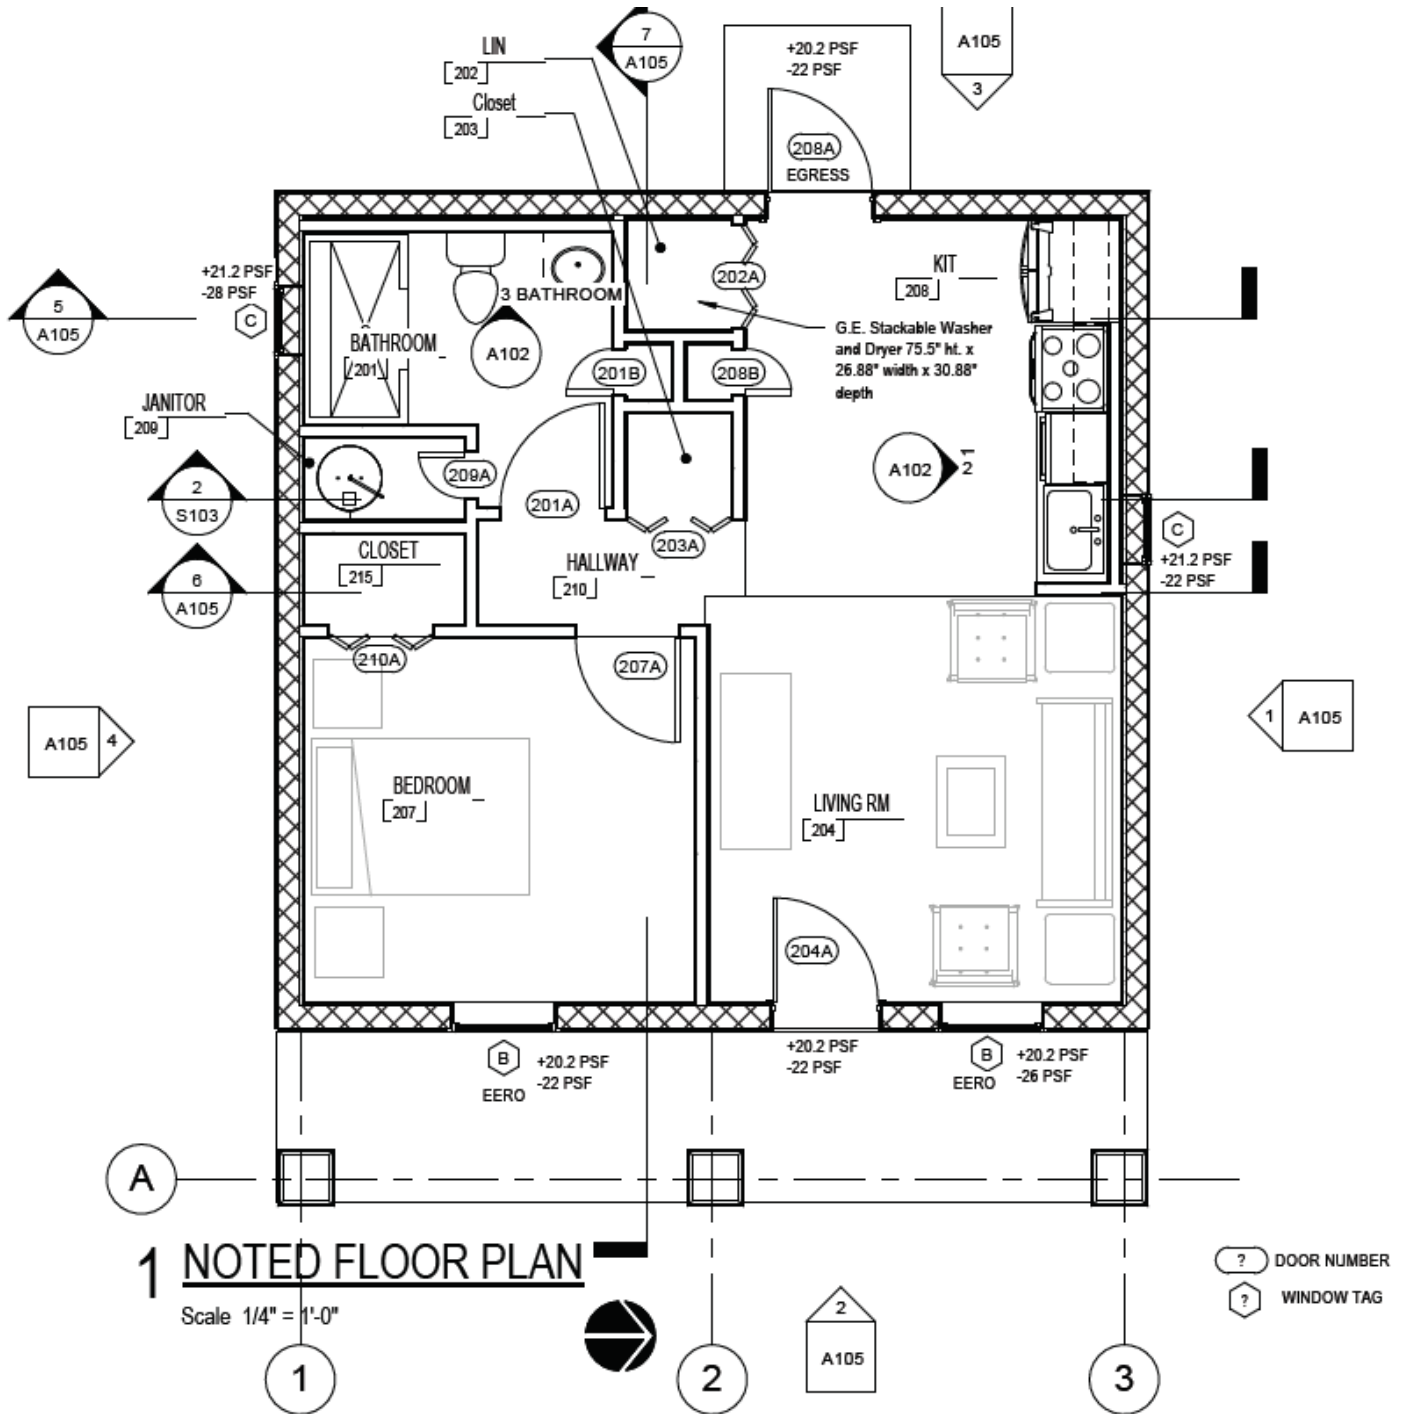 LIN
[202]
Closet
[203]
7
A105
+20.2 PSF
-22 PSF
A105
3
208A
EGRESS
+21.2 PSF
-28 PSF
C
5
A105
202A
KIT
[208]
3 BATHROOM
BATHROOM
[201]
A102
G.E. Stackable Washer
and Dryer 75.5" ht. x
26.88" width x 30.88"
depth
201B
208B
JANITOR
[209]
209A
2
S103
201A
203A
A102
1
2
C
+21.2 PSF
-22 PSF
CLOSET
[215]
HALLWAY
[210]
6
A105
210A
207A
A105
4
1
A105
BEDROOM
[207]
LIVING RM
[204]
204A
B
EERO
+20.2 PSF
-22 PSF
+20.2 PSF
-22 PSF
B
EERO
+20.2 PSF
-26 PSF
A
1 NOTED FLOOR PLAN
Scale 1/4" = 1'-0"
? DOOR NUMBER
? WINDOW TAG
2
A105
1
2
3